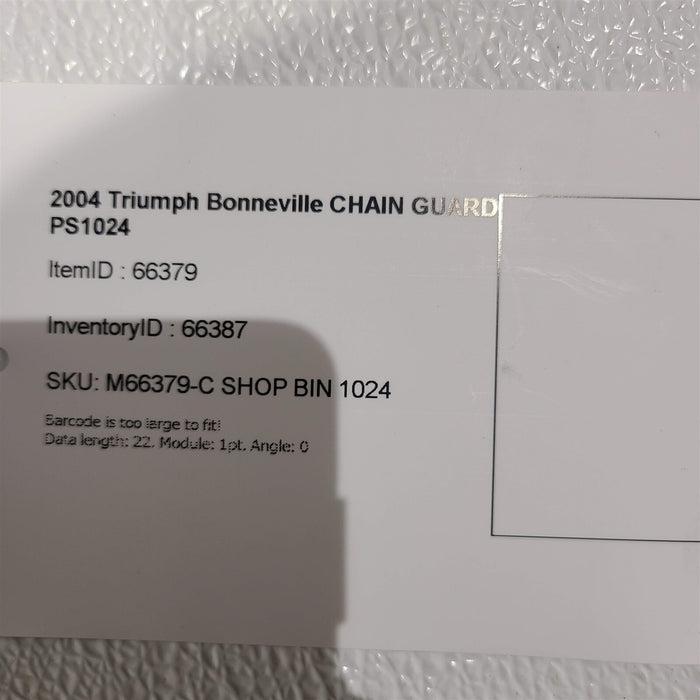 2004 Triumph Bonneville CHAIN GUARD
PS1024
ItemID : 66379
InventoryID : 66387
SKU: M66379-C SHOP BIN 1024
Barcode is too large to fit!
Data length: 22. Module: 1pt. Angle: 0